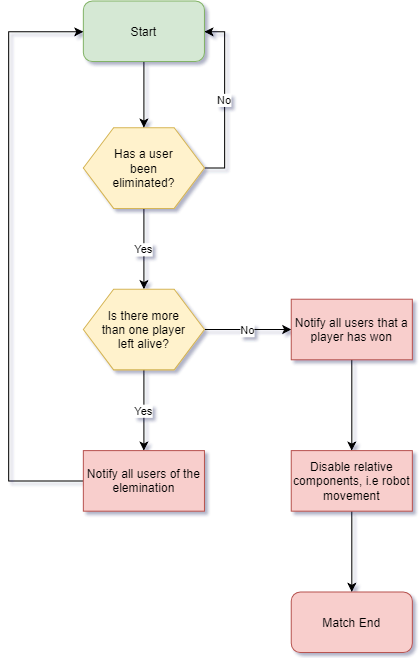 Start
No
Has a user
been
eliminated?
Yes
Is there more
than one player
left alive?
No
Notify all users that a
player has won
Yes
Notify all users of the
elemination
Disable relative
components, i.e robot
movement
Match End